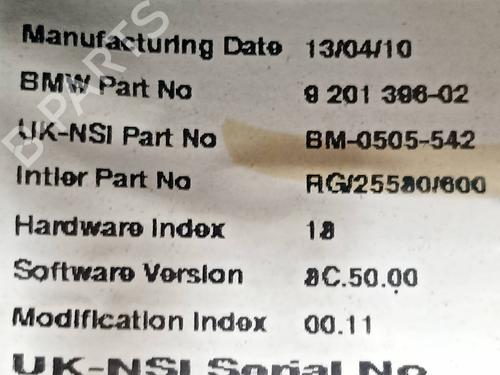 Manufacturing Date 13/04/10
BMW Part No 9 201 396-02
UK-NSI Part No BM-0505-542
Intier Part No RG/25580/600
Hardware Index 18
Software Version 8C.50.00
Modification Index 00.11
UK-NSI Serial No
B-PARTS